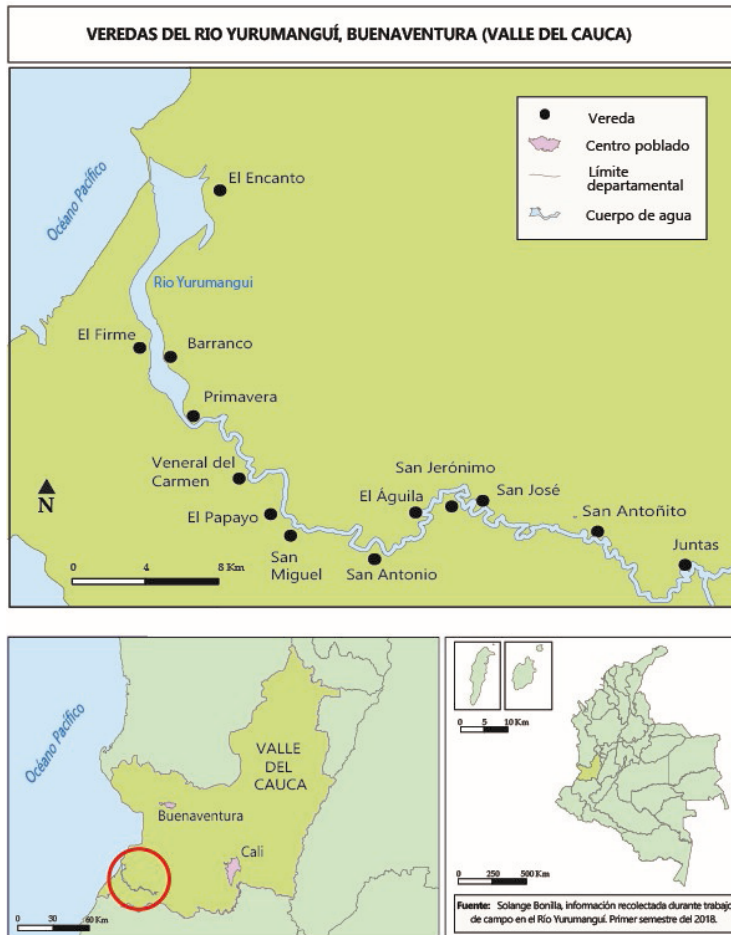 VEREDAS DEL RIO YURUMANGUÍ, BUENAVENTURA (VALLE DEL CAUCA)
Océano Pacífico
El Encanto
Vereda
Centro poblado
Límite
departamental
Cuerpo de agua
Rio Yurumangui
El Firme
Barranco
Primavera
Veneral del
Carmen
El Papayo
San
Miguel
San Antonio
El Águila
San Jerónimo
San José
San Antoñito
Juntas
N
0 4 8 Km
Océano Pacífico
VALLE
DEL
CAUCA
Buenaventura
Cali
0 30 60 Km
0 5 10 Km
0 250 500 Km
Fuente: Solange Bonilla, información recolectada durante trabajo
de campo en el Río Yurumanguí. Primer semestre del 2018.